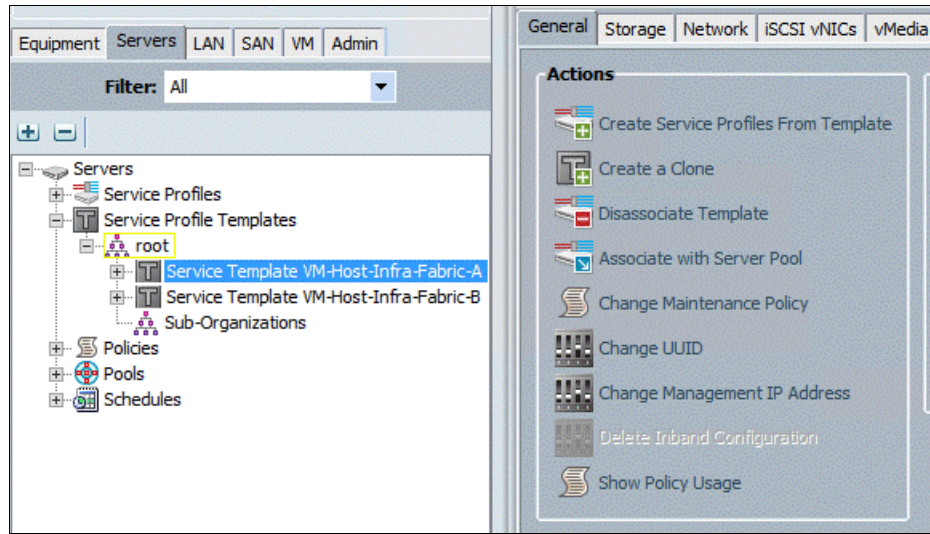 Equipment Servers LAN SAN VM Admin
Filter: All
Servers
Service Profiles
Service Profile Templates
root
Service Template VM-Host-Infra-Fabric-A
Service Template VM-Host-Infra-Fabric-B
Sub-Organizations
Policies
Pools
Schedules
General Storage Network iSCSI vNICs vMedia
Actions
Create Service Profiles From Template
Create a Clone
Disassociate Template
Associate with Server Pool
Change Maintenance Policy
Change UUID
Change Management IP Address
Delete Inband Configuration
Show Policy Usage